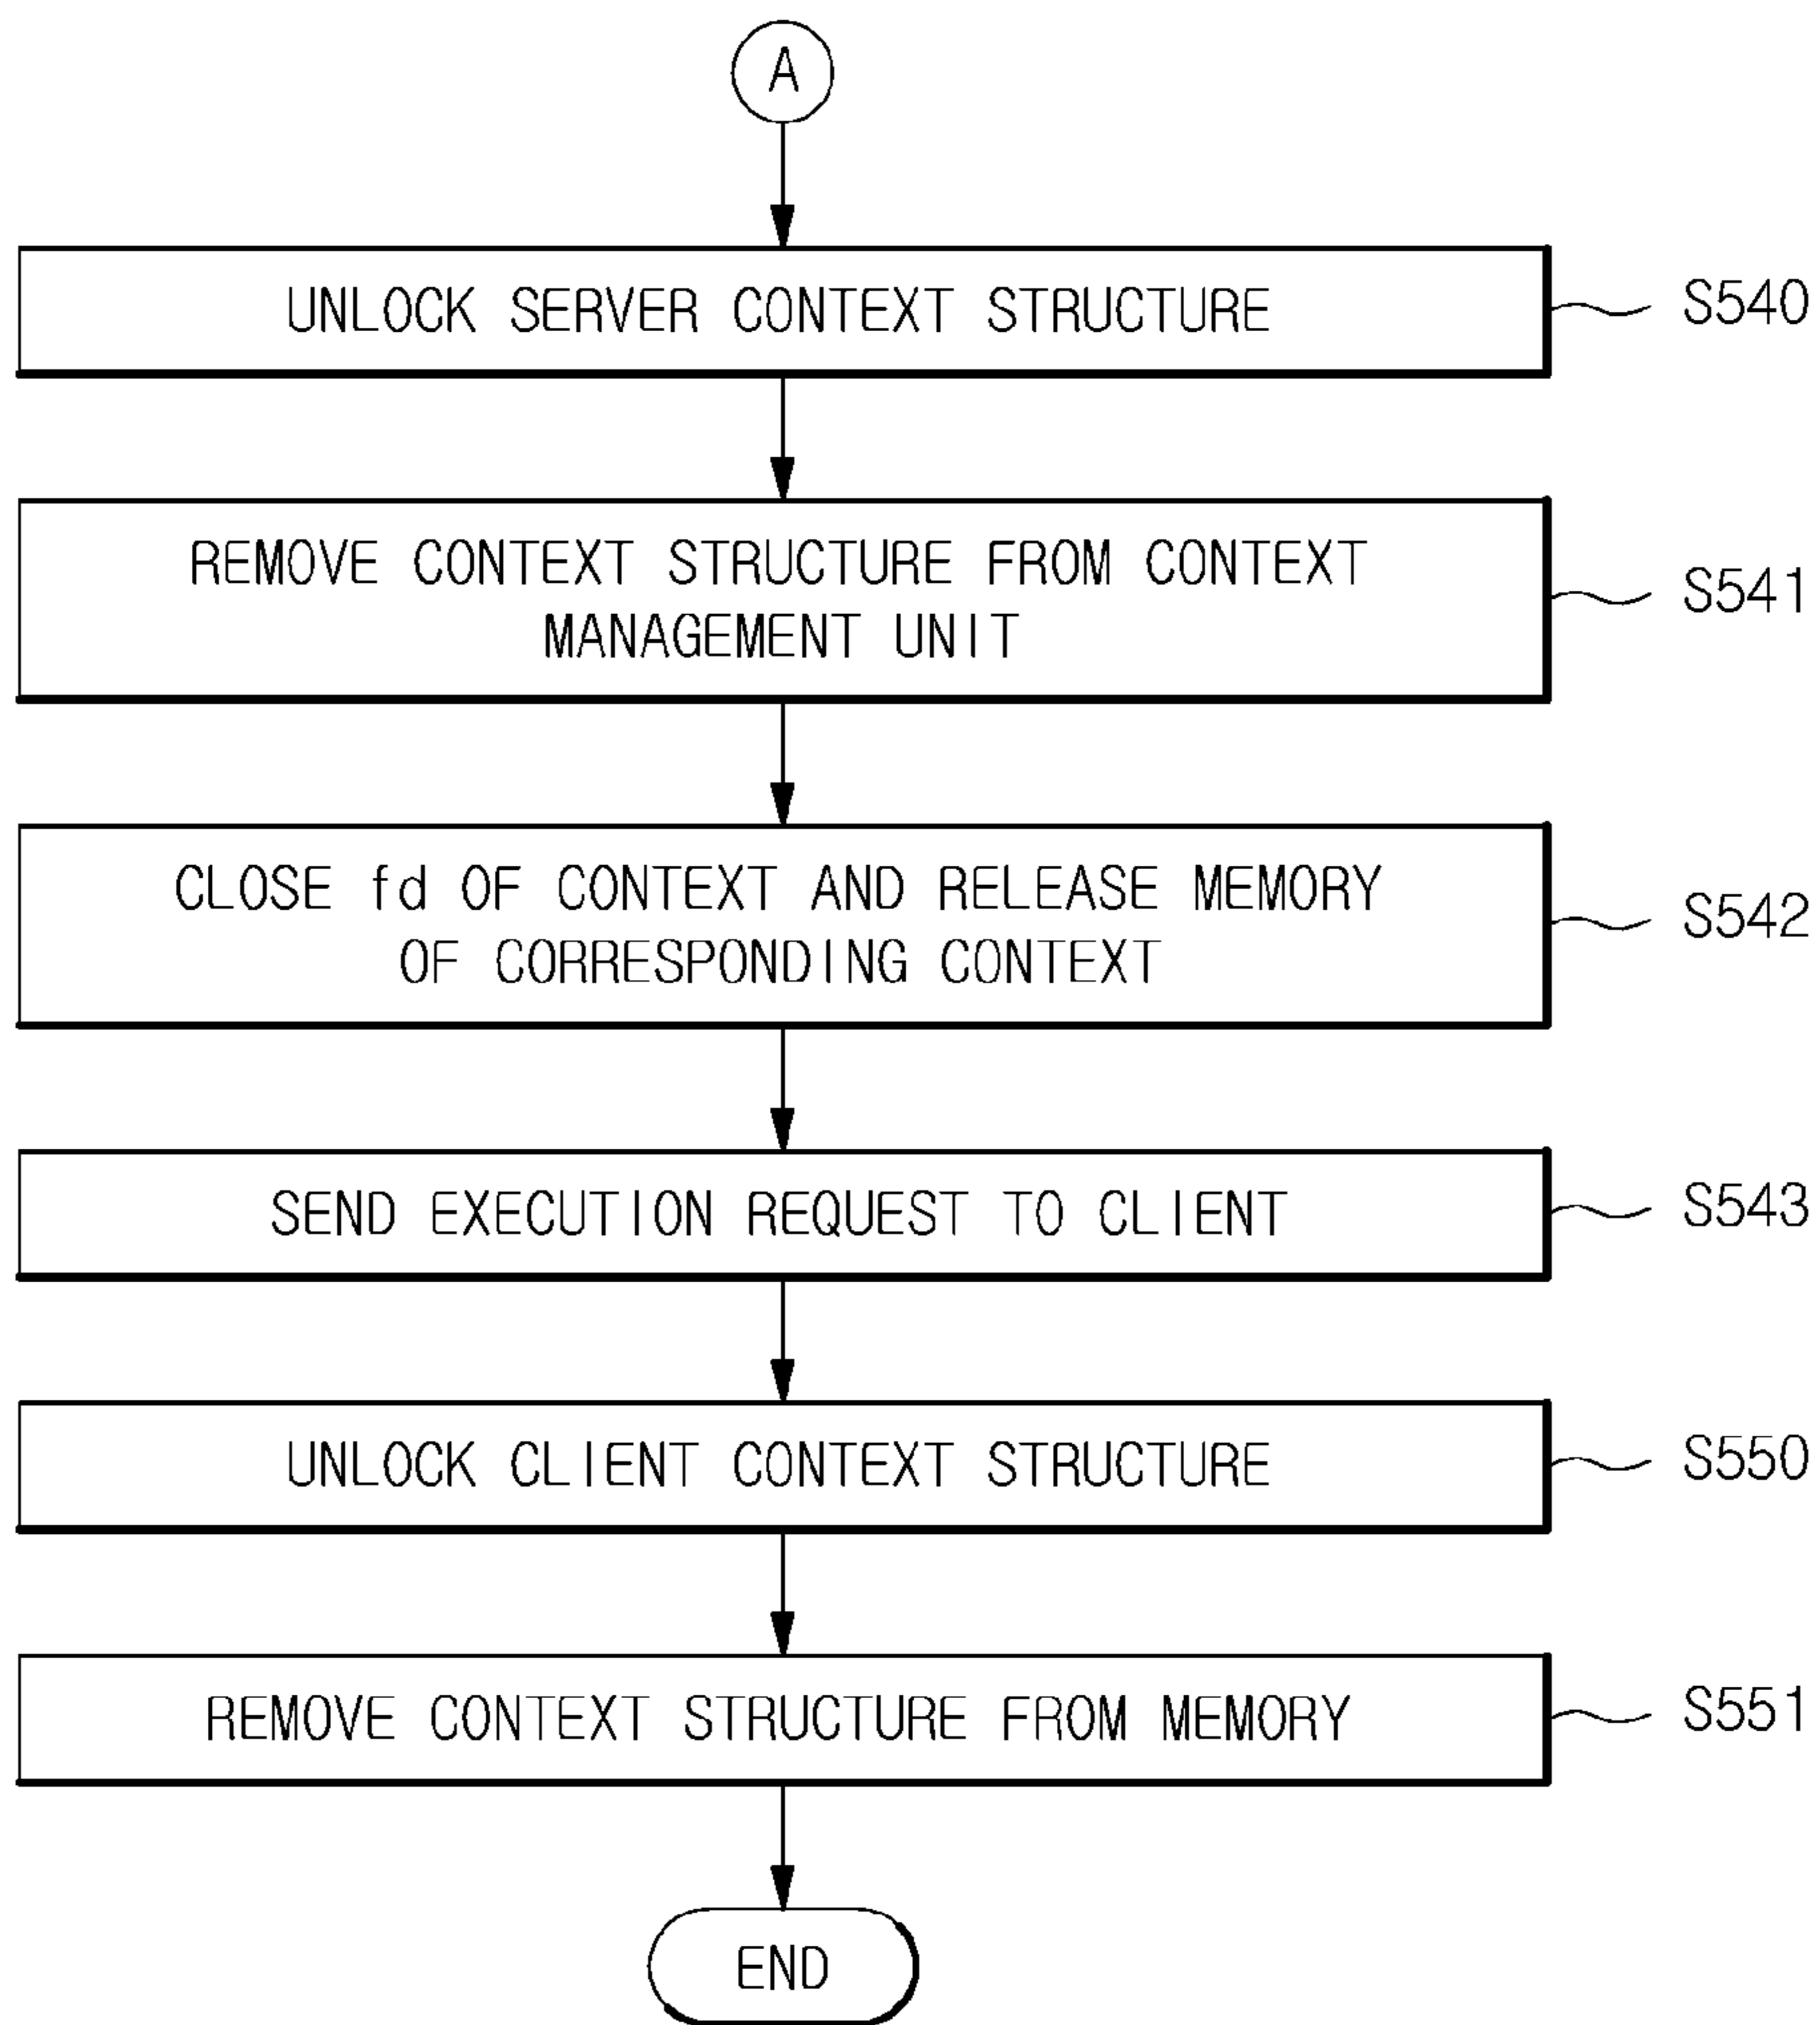 A
UNLOCK SERVER CONTEXT STRUCTURE
S540
REMOVE CONTEXT STRUCTURE FROM CONTEXT
MANAGEMENT UNIT
S541
CLOSE fd OF CONTEXT AND RELEASE MEMORY
OF CORRESPONDING CONTEXT
S542
SEND EXECUTION REQUEST TO CLIENT
S543
UNLOCK CLIENT CONTEXT STRUCTURE
S550
REMOVE CONTEXT STRUCTURE FROM MEMORY
S551
END